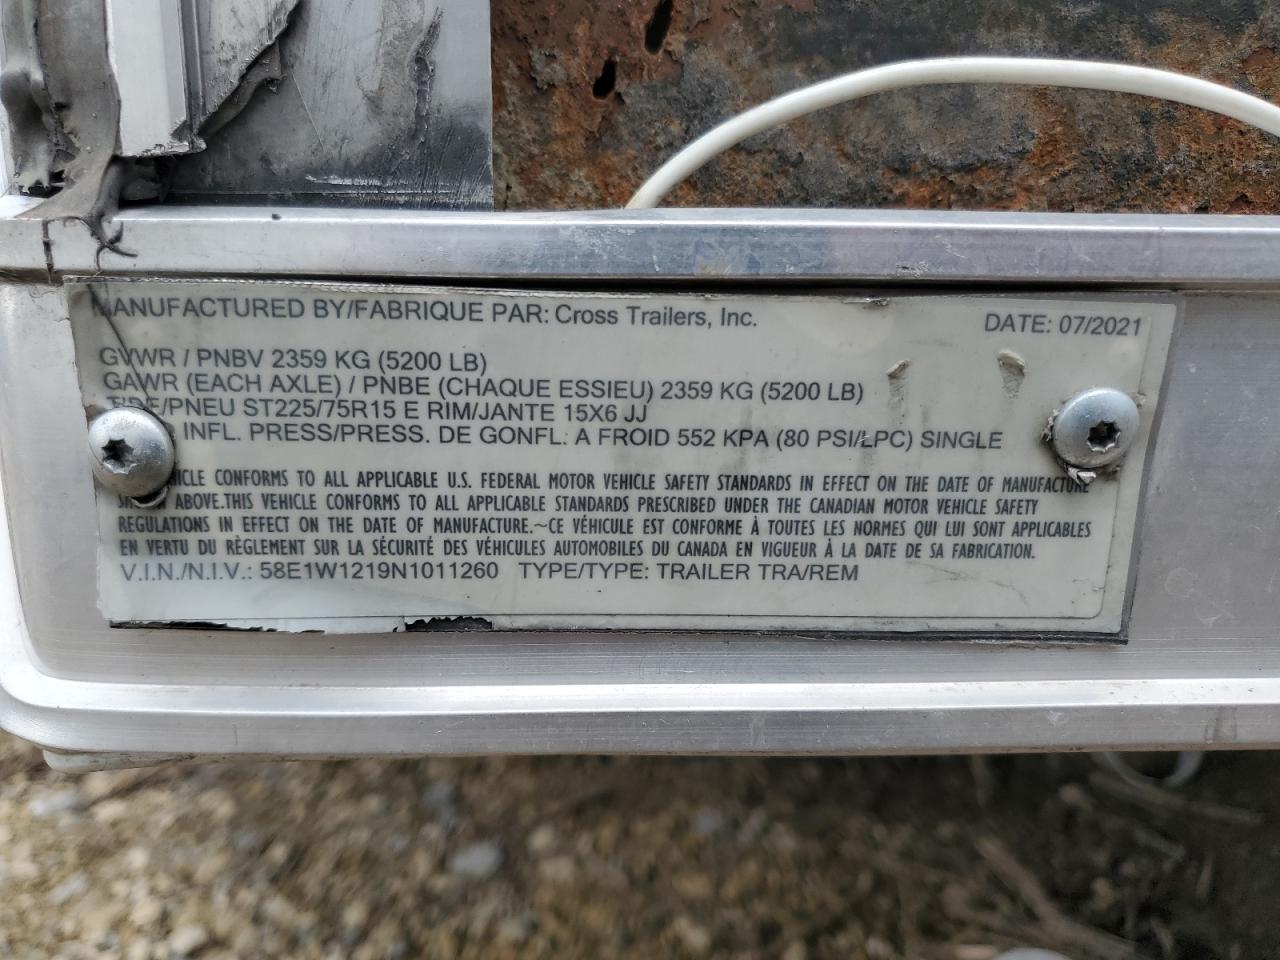 MANUFACTURED BY/FABRIQUE PAR: Cross Trailers, Inc. DATE: 07/2021
GVWR / PNBV 2359 KG (5200 LB)
GAWR (EACH AXLE) / PNBE (CHAQUE ESSIEU) 2359 KG (5200 LB)
TIRE/PNEU ST225/75R15 E RIM/JANTE 15X6 JJ
INFL. PRESS/PRESS. DE GONFL. A FROID 552 KPA (80 PSI/LPC) SINGLE
CONFORMS TO ALL APPLICABLE U.S. FEDERAL MOTOR VEHICLE SAFETY STANDARDS IN EFFECT ON THE DATE OF MANUFACTURE
ABOVE.THIS VEHICLE CONFORMS TO ALL APPLICABLE STANDARDS PRESCRIBED UNDER THE CANADIAN MOTOR VEHICLE SAFETY
REGULATIONS IN EFFECT ON THE DATE OF MANUFACTURE.~CE VÉHICULE EST CONFORME À TOUTES LES NORMES QUI LUI SONT APPLICABLES
EN VERTU DU RÈGLEMENT SUR LA SÉCURITÉ DES VÉHICULES AUTOMOBILES DU CANADA EN VIGUEUR À LA DATE DE SA FABRICATION.
V.I.N./N.I.V.: 58E1W1219N1011260 TYPE/TYPE: TRAILER TRA/REM